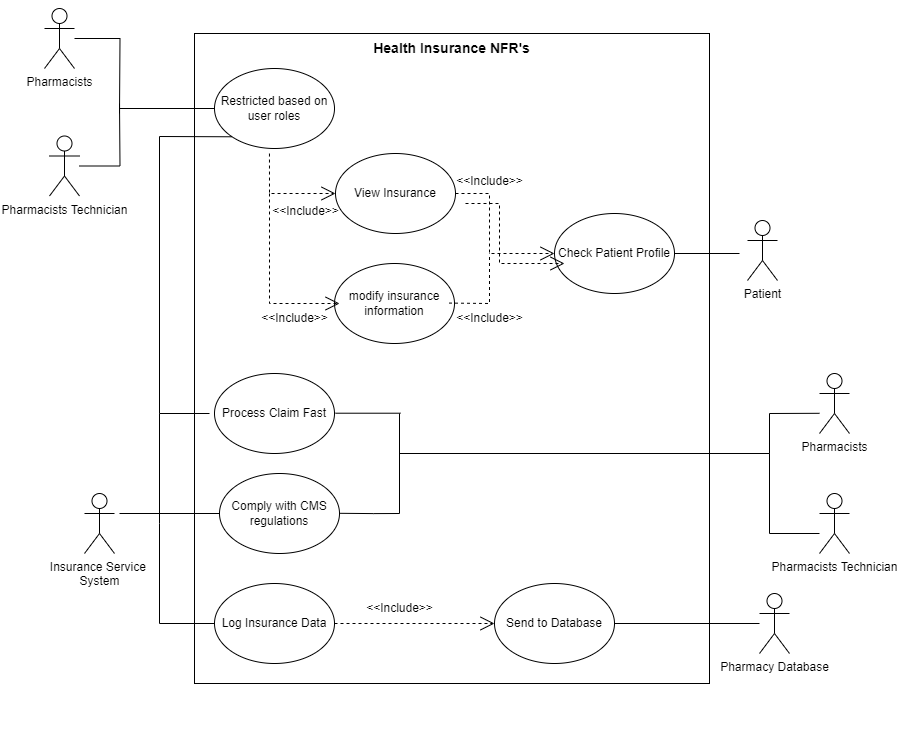 Health Insurance NFR's
Pharmacists
Restricted based on
user roles
Pharmacists Technician
<<Include>>
View Insurance
<<Include>>
Check Patient Profile
Patient
modify insurance
information
<<Include>>
<<Include>>
Process Claim Fast
Pharmacists
Comply with CMS
regulations
Insurance Service
System
Pharmacists Technician
<<Include>>
Log Insurance Data
Send to Database
Pharmacy Database